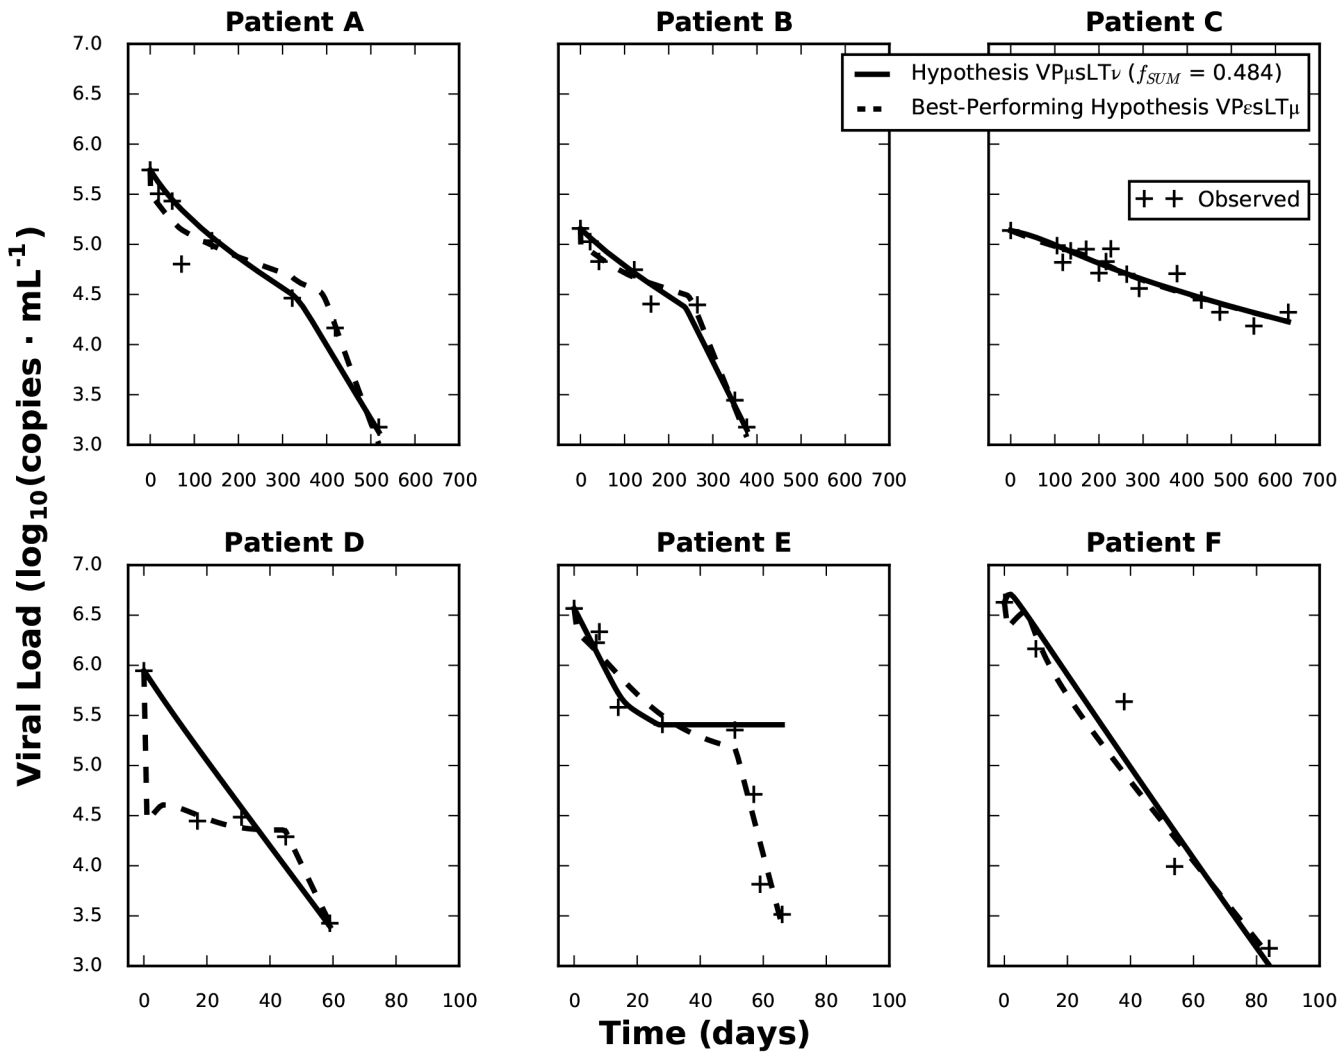 Patient A
Patient B
Patient C
Hypothesis VPμsLTν (f_SUM = 0.484)
Best-Performing Hypothesis VPεsLTμ
Observed
7.0
6.5
6.0
5.5
5.0
4.5
4.0
3.5
3.0
0 100 200 300 400 500 600 700
0 100 200 300 400 500 600 700
0 100 200 300 400 500 600 700
Viral Load (log₁₀(copies · mL⁻¹)
Patient D
Patient E
Patient F
7.0
6.5
6.0
5.5
5.0
4.5
4.0
3.5
3.0
0 20 40 60 80 100
0 20 40 60 80 100
0 20 40 60 80 100
Time (days)